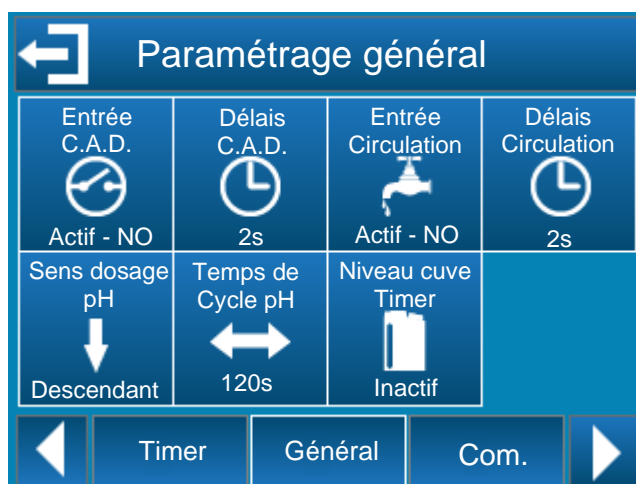 Paramétrage général
Entrée
C.A.D.
Actif - NO
Délais
C.A.D.
2s
Entrée
Circulation
Actif - NO
Délais
Circulation
2s
Sens dosage
pH
Descendant
Temps de
Cycle pH
120s
Niveau cuve
Timer
Inactif
Timer
Général
Com.